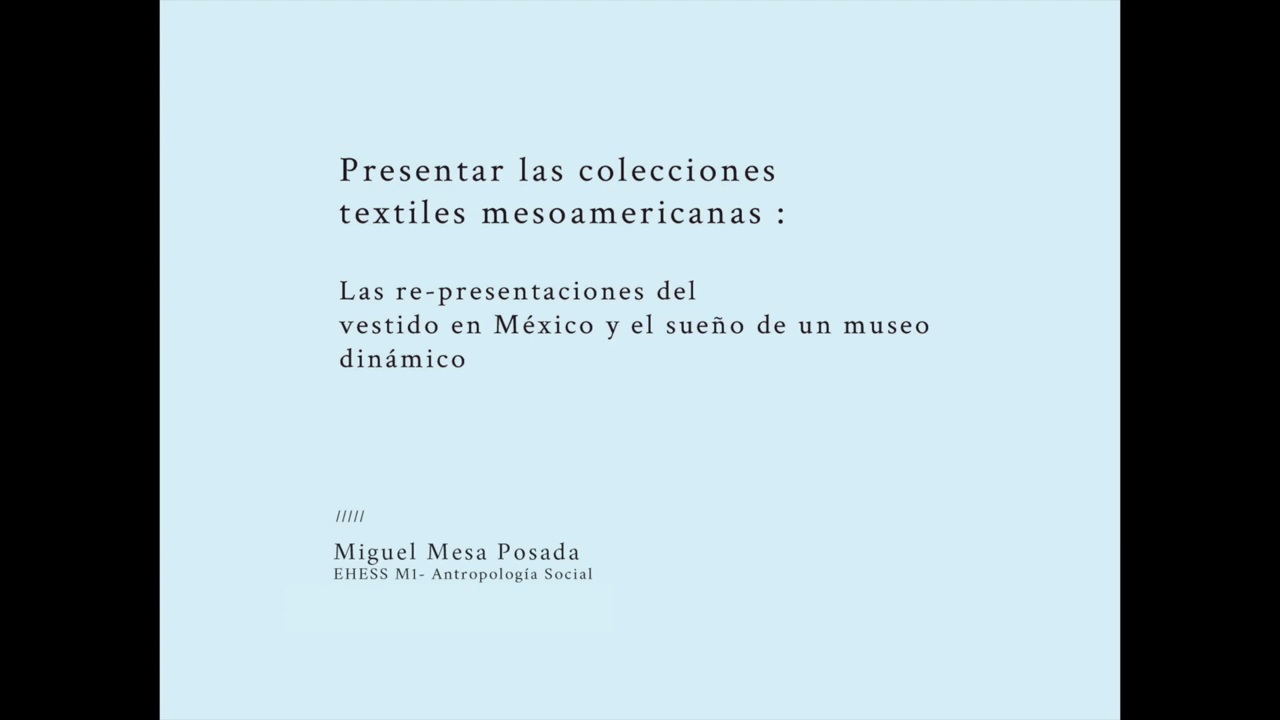 Presentar las colecciones
textiles mesoamericanas :
Las re-presentaciones del
vestido en México y el sueño de un museo
dinámico
/////
Miguel Mesa Posada
EHESS M1- Antropología Social